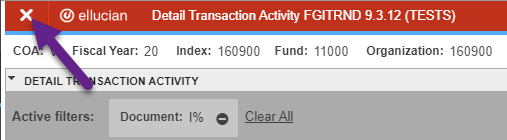 ellucian Detail Transaction Activity FGITRND 9.3.12 (TESTS)
COA: Fiscal Year: 20 Index: 160900 Fund: 11000 Organization: 160900
DETAIL TRANSACTION ACTIVITY
Active filters: Document: I% Clear All